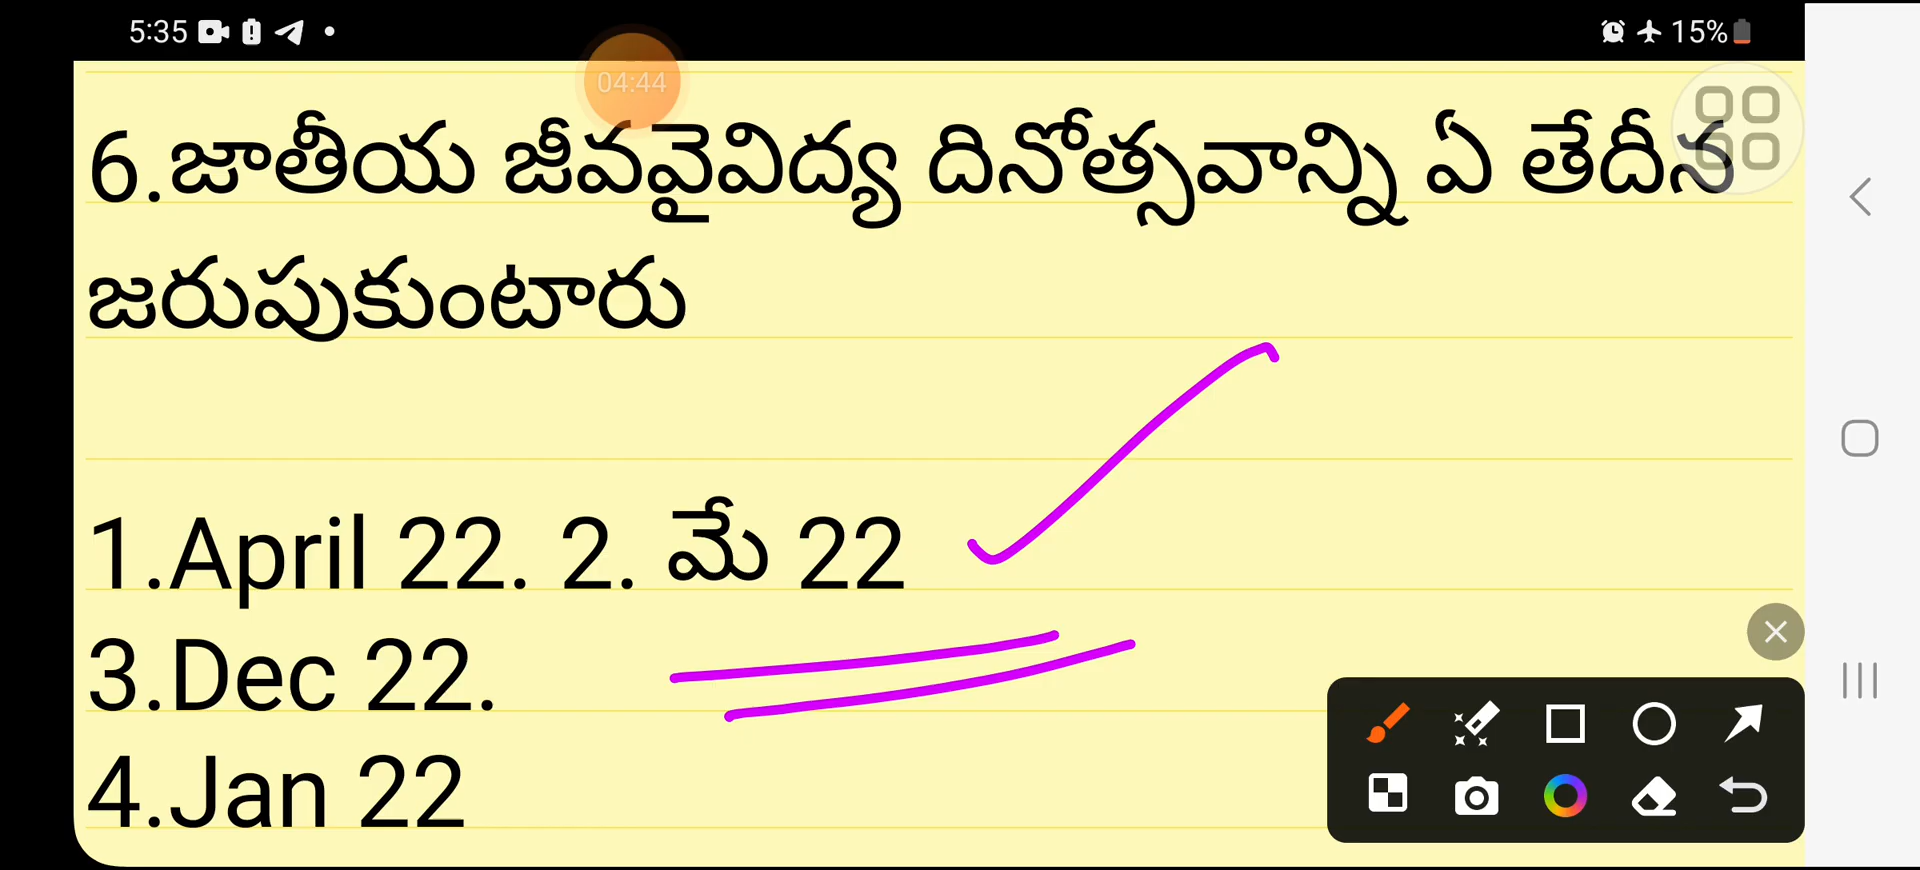 5:35
15%
04:44
6.జాతీయ జీవవైవిద్య దినోత్సవాన్ని ఏ తేదీన
జరుపుకుంటారు
1.April 22. 2. మే 22
3.Dec 22.
4.Jan 22